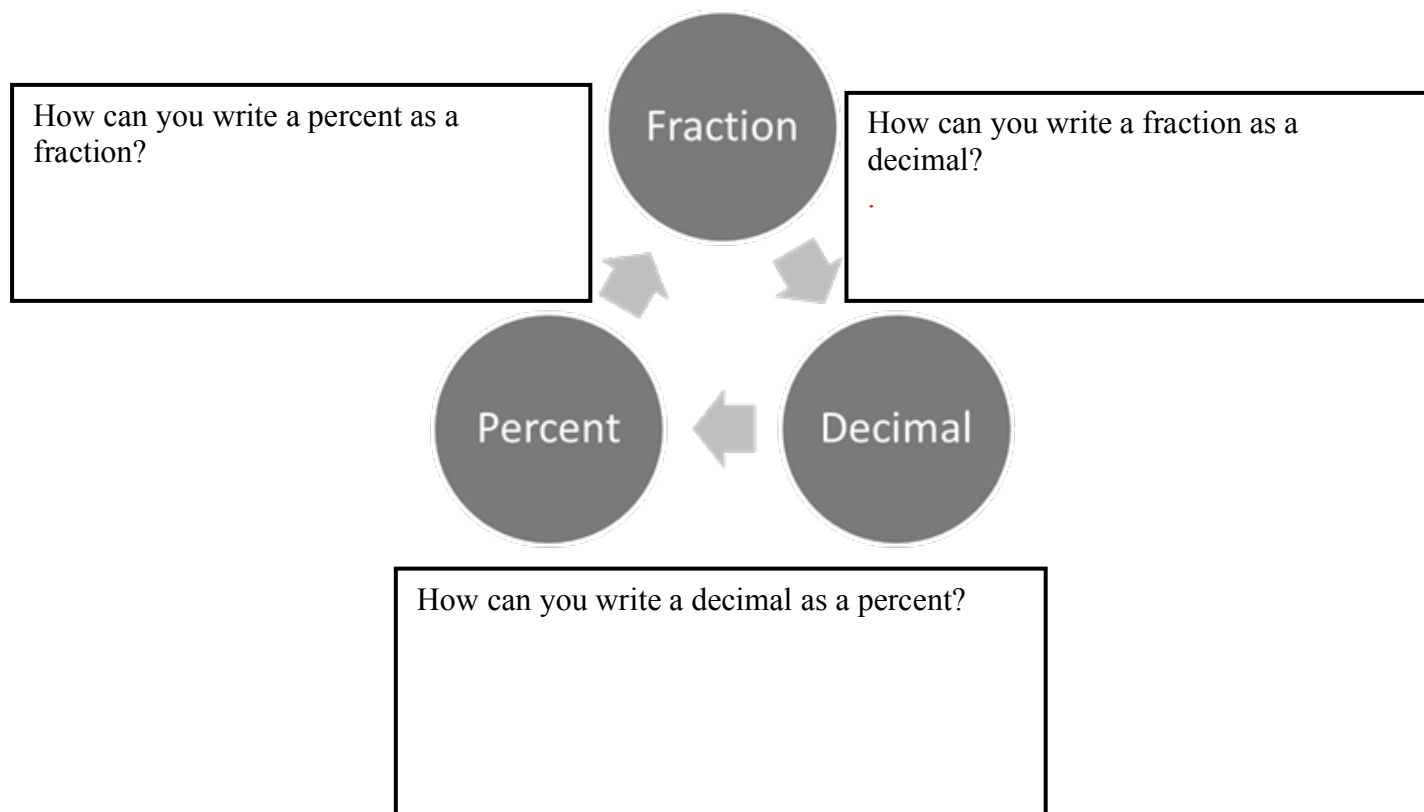 Fraction
How can you write a percent as a
fraction?
How can you write a fraction as a
decimal?
.
Percent
Decimal
How can you write a decimal as a percent?